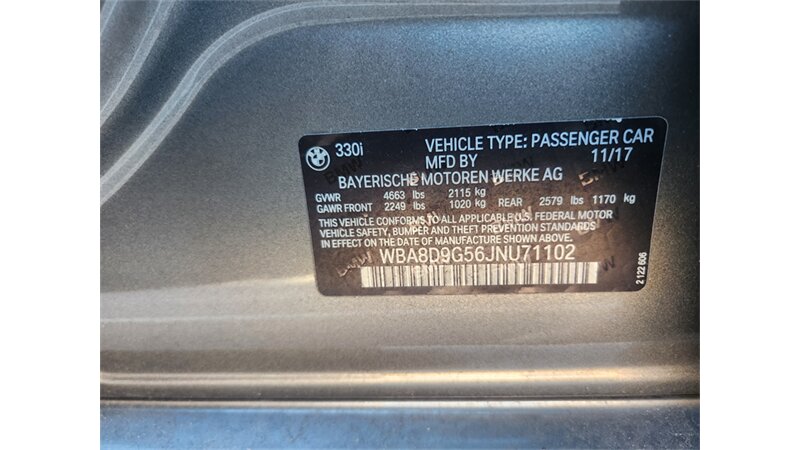 330i VEHICLE TYPE: PASSENGER CAR
MFD BY 11/17
BAYERISCHE MOTOREN WERKE AG
GVWR 4663 lbs 2115 kg
GAWR FRONT 2249 lbs 1020 kg REAR 2579 lbs 1170 kg
THIS VEHICLE CONFORMS TO ALL APPLICABLE U.S. FEDERAL MOTOR
VEHICLE SAFETY, BUMPER AND THEFT PREVENTION STANDARDS
IN EFFECT ON THE DATE OF MANUFACTURE SHOWN ABOVE.
WBA8D9G56JNU71102
2 122 606